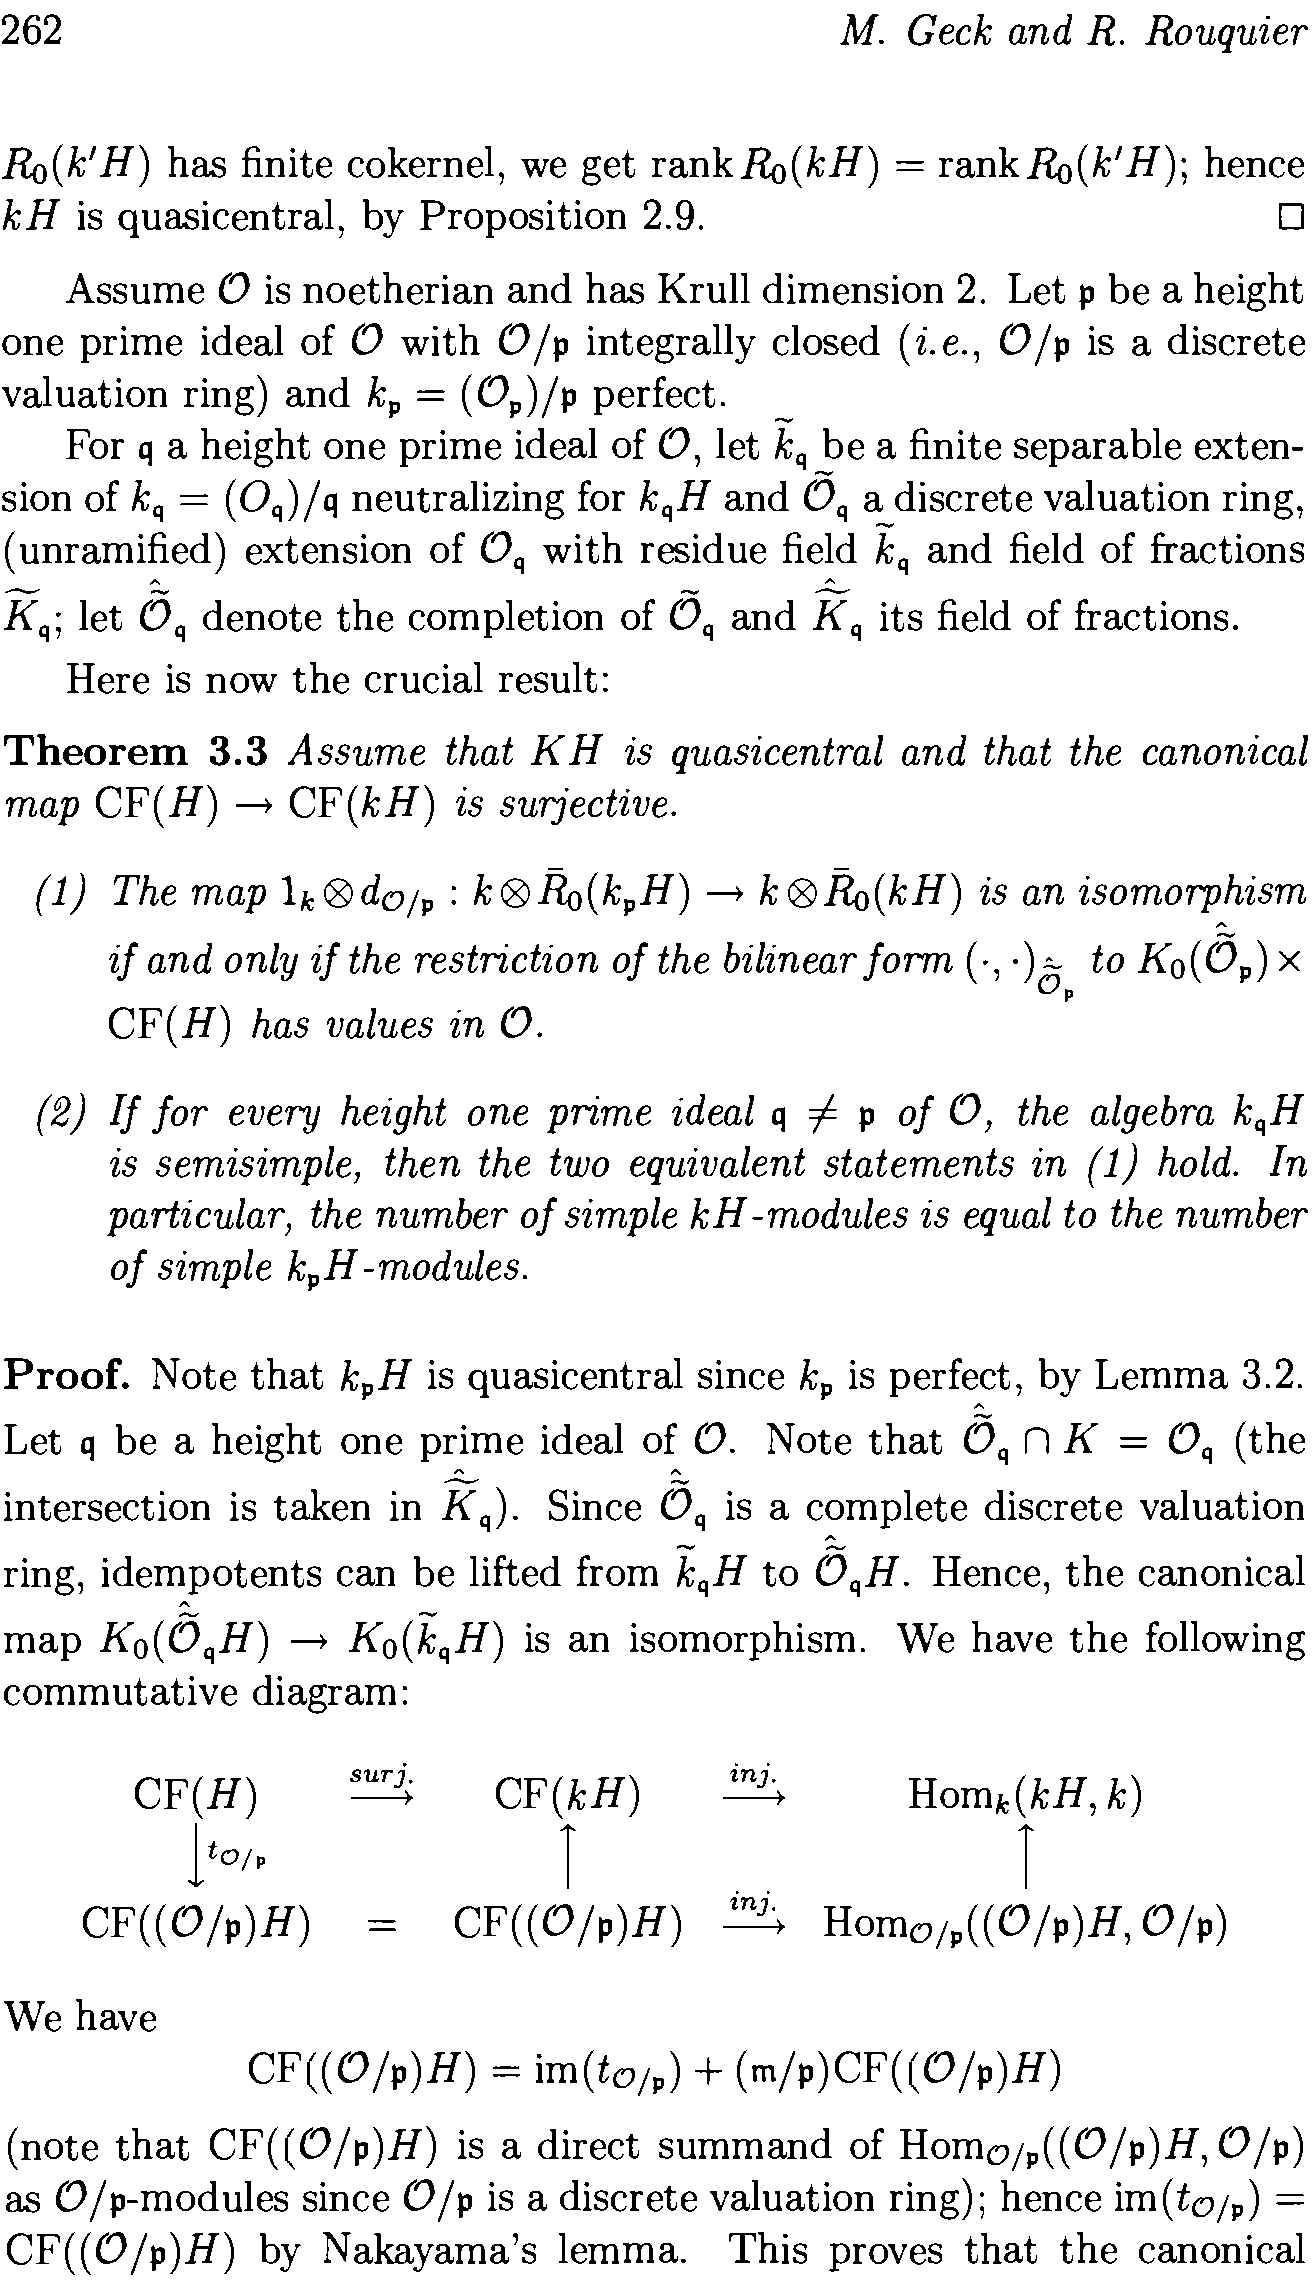 262 M. Geck and R. Rouquier
R₀(k′H) has finite cokernel, we get rank R₀(kH) = rank R₀(k′H); hence
kH is quasicentral, by Proposition 2.9. □
Assume 𝒪 is noetherian and has Krull dimension 2. Let 𝔭 be a height
one prime ideal of 𝒪 with 𝒪/𝔭 integrally closed (i.e., 𝒪/𝔭 is a discrete
valuation ring) and k_𝔭 = (𝒪_𝔭)/𝔭 perfect.
For 𝔮 a height one prime ideal of 𝒪, let k̃_𝔮 be a finite separable exten-
sion of k_𝔮 = (O_𝔮)/𝔮 neutralizing for k_𝔮H and 𝒪̃_𝔮 a discrete valuation ring,
(unramified) extension of 𝒪_𝔮 with residue field k̃_𝔮 and field of fractions
K̃_𝔮; let 𝒪̃̂_𝔮 denote the completion of 𝒪̃_𝔮 and K̃̂_𝔮 its field of fractions.
Here is now the crucial result:
Theorem 3.3 Assume that KH is quasicentral and that the canonical
map CF(H) → CF(kH) is surjective.
(1) The map 1_k ⊗ d_{𝒪/𝔭} : k ⊗ R̄₀(k_𝔭H) → k ⊗ R̄₀(kH) is an isomorphism
if and only if the restriction of the bilinear form (·, ·)_{𝒪̃̂_𝔭} to K₀(𝒪̃̂_𝔭) ×
CF(H) has values in 𝒪.
(2) If for every height one prime ideal 𝔮 ≠ 𝔭 of 𝒪, the algebra k_𝔮H
is semisimple, then the two equivalent statements in (1) hold. In
particular, the number of simple kH-modules is equal to the number
of simple k_𝔭H-modules.
Proof. Note that k_𝔭H is quasicentral since k_𝔭 is perfect, by Lemma 3.2.
Let 𝔮 be a height one prime ideal of 𝒪. Note that 𝒪̃̂_𝔮 ∩ K = 𝒪_𝔮 (the
intersection is taken in K̃̂_𝔮). Since 𝒪̃̂_𝔮 is a complete discrete valuation
ring, idempotents can be lifted from k̃_𝔮H to 𝒪̃̂_𝔮H. Hence, the canonical
map K₀(𝒪̃̂_𝔮H) → K₀(k̃_𝔮H) is an isomorphism. We have the following
commutative diagram:
CF(H) —surj.→ CF(kH) —inj.→ Hom_k(kH, k)
↓ t_{𝒪/𝔭} ↑ ↑
CF((𝒪/𝔭)H) = CF((𝒪/𝔭)H) —inj.→ Hom_{𝒪/𝔭}((𝒪/𝔭)H, 𝒪/𝔭)
We have
CF((𝒪/𝔭)H) = im(t_{𝒪/𝔭}) + (𝔪/𝔭)CF((𝒪/𝔭)H)
(note that CF((𝒪/𝔭)H) is a direct summand of Hom_{𝒪/𝔭}((𝒪/𝔭)H, 𝒪/𝔭)
as 𝒪/𝔭-modules since 𝒪/𝔭 is a discrete valuation ring); hence im(t_{𝒪/𝔭}) =
CF((𝒪/𝔭)H) by Nakayama's lemma. This proves that the canonical